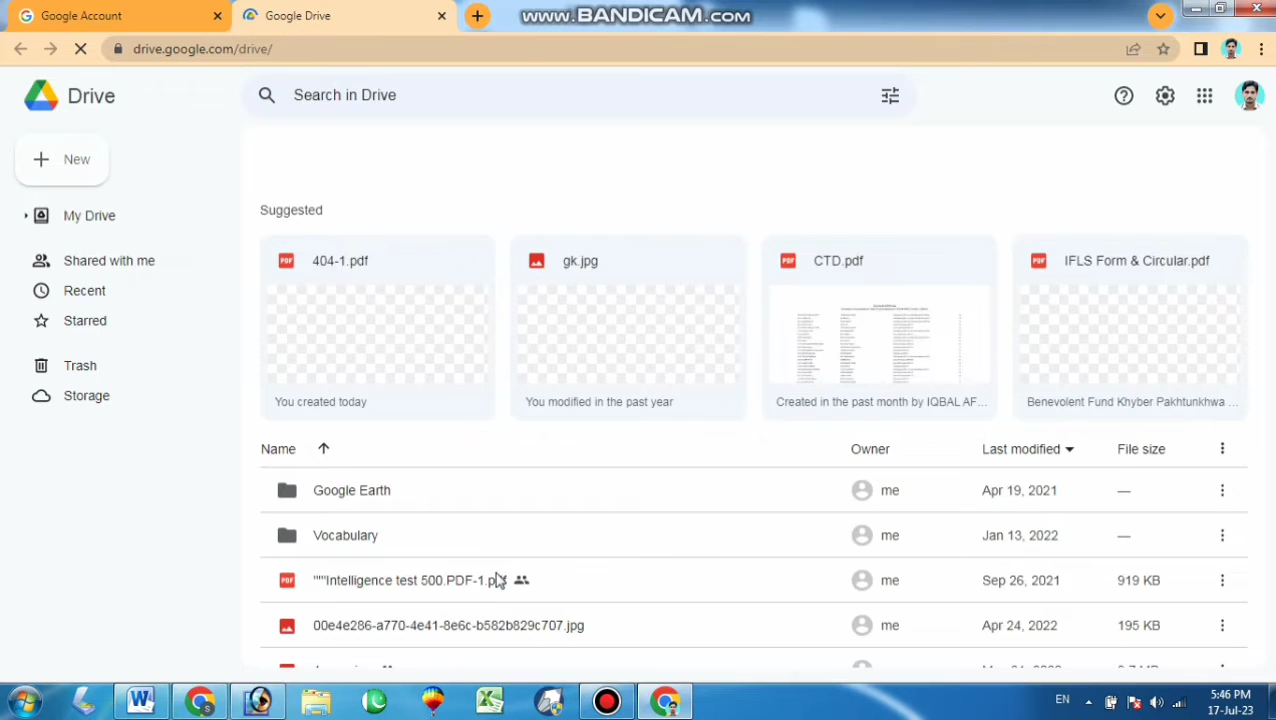 Google Account
Google Drive
www.BANDICAM.com
drive.google.com/drive/
Drive
Search in Drive
New
My Drive
Shared with me
Recent
Starred
Trash
Storage
Suggested
404-1.pdf
gk.jpg
CTD.pdf
IFLS Form & Circular.pdf
You created today
You modified in the past year
Created in the past month by IQBAL AF...
Benevolent Fund Khyber Pakhtunkhwa ...
Name Owner Last modified File size
Google Earth me Apr 19, 2021 —
Vocabulary me Jan 13, 2022 —
""'Intelligence test 500.PDF-1.pdf me Sep 26, 2021 919 KB
00e4e286-a770-4e41-8e6c-b582b829c707.jpg me Apr 24, 2022 195 KB
EN
5:46 PM
17-Jul-23